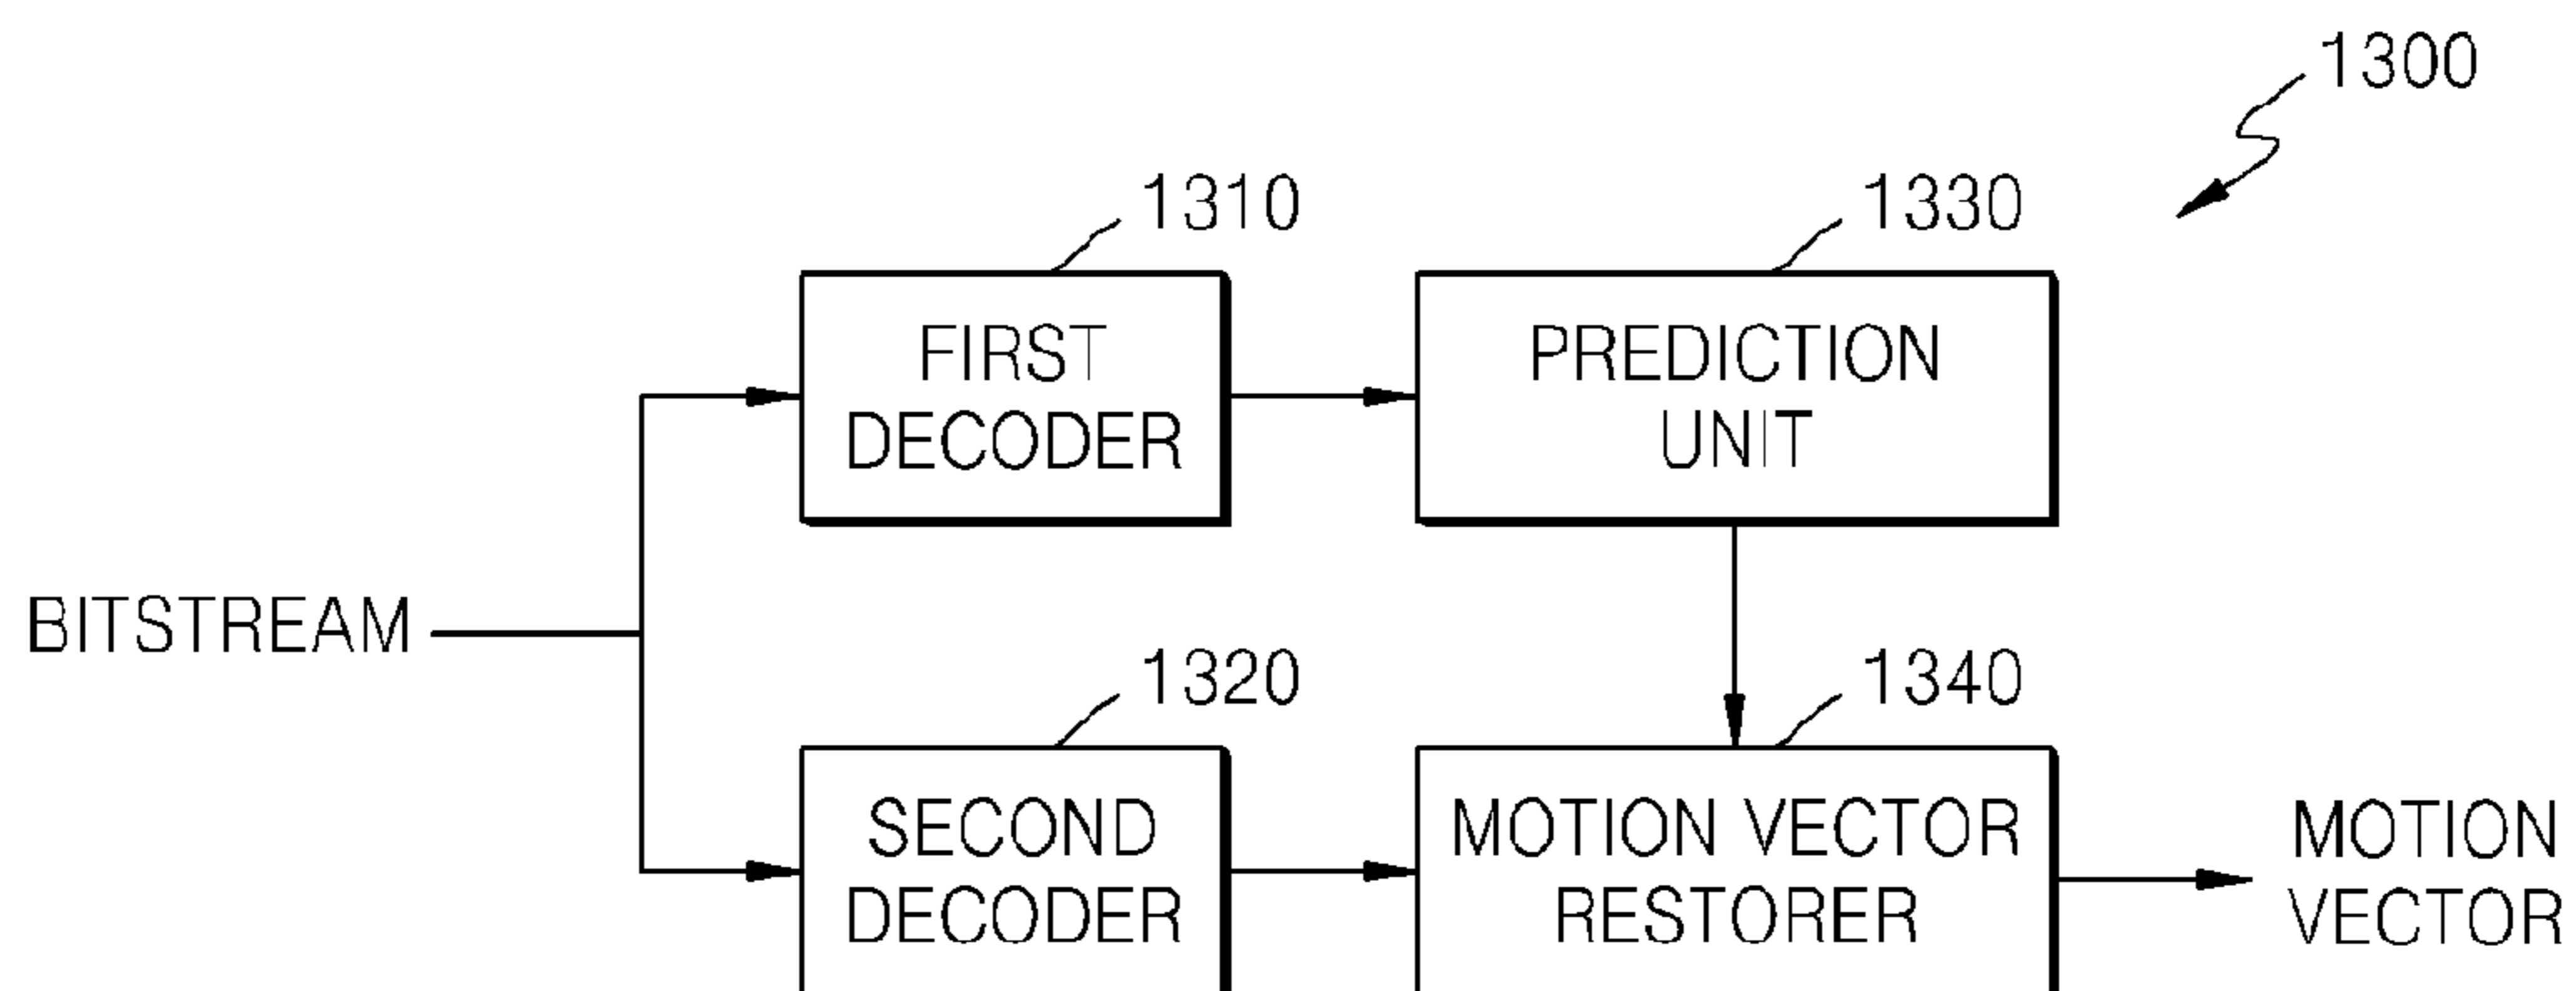 1300
1310
1330
FIRST
DECODER
PREDICTION
UNIT
BITSTREAM
1320
1340
SECOND
DECODER
MOTION VECTOR
RESTORER
MOTION
VECTOR